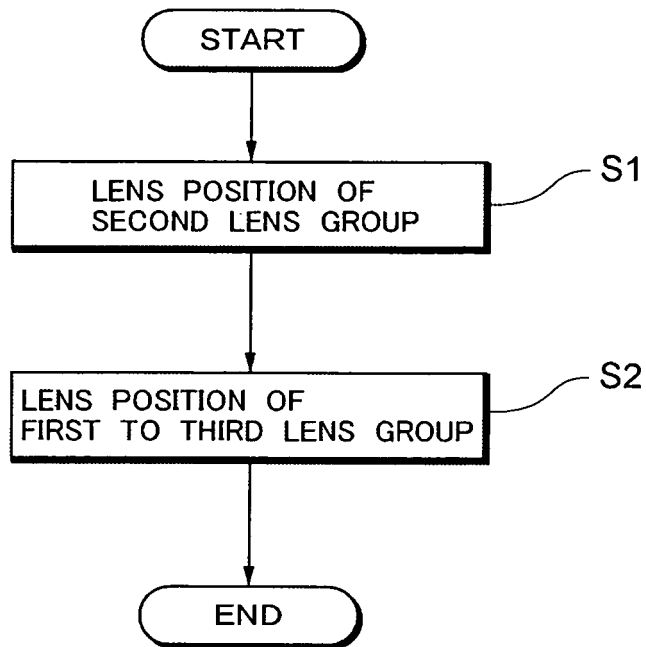 START
LENS POSITION OF
SECOND LENS GROUP
S1
LENS POSITION OF
FIRST TO THIRD LENS GROUP
S2
END